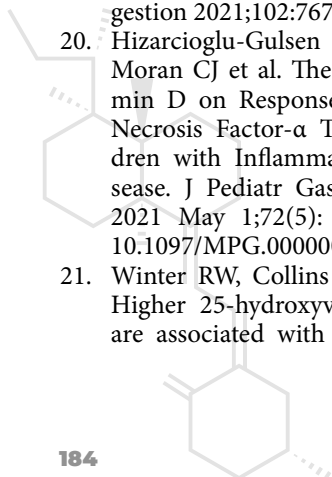 gestion 2021;102:767
20. Hizarcioglu-Gulsen
Moran CJ et al. The
min D on Respons
Necrosis Factor-α T
dren with Inflamma
sease. J Pediatr Gas
2021 May 1;72(5):
10.1097/MPG.00000
21. Winter RW, Collins
Higher 25-hydroxyv
are associated with
184